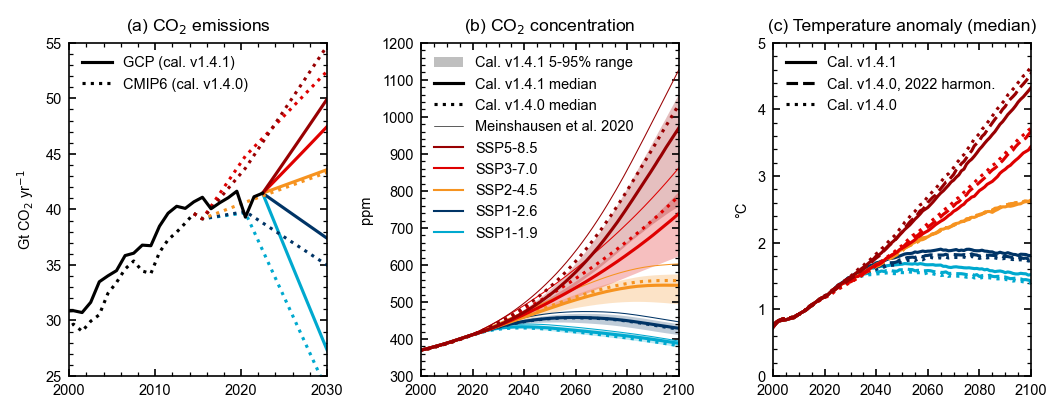 (a) CO₂ emissions
Gt CO₂ yr⁻¹
55
50
45
40
35
30
25
2000
2010
2020
2030
GCP (cal. v1.4.1)
CMIP6 (cal. v1.4.0)
(b) CO₂ concentration
ppm
1200
1100
1000
900
800
700
600
500
400
300
2000
2020
2040
2060
2080
2100
Cal. v1.4.1 5-95% range
Cal. v1.4.1 median
Cal. v1.4.0 median
Meinshausen et al. 2020
SSP5-8.5
SSP3-7.0
SSP2-4.5
SSP1-2.6
SSP1-1.9
(c) Temperature anomaly (median)
°C
5
4
3
2
1
0
2000
2020
2040
2060
2080
2100
Cal. v1.4.1
Cal. v1.4.0, 2022 harmon.
Cal. v1.4.0